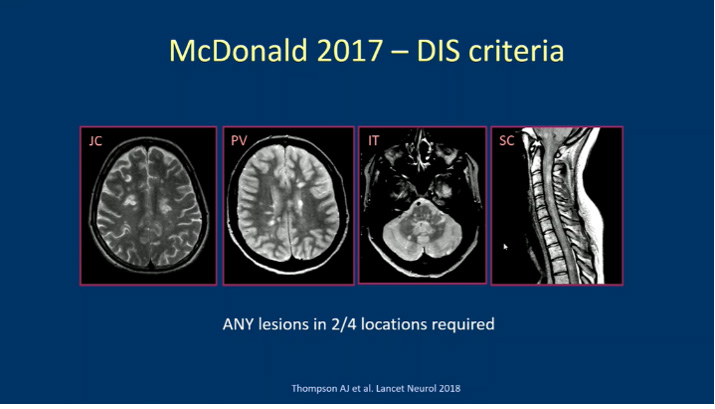 McDonald 2017 – DIS criteria
JC
PV
IT
SC
ANY lesions in 2/4 locations required
Thompson AJ et al. Lancet Neurol 2018